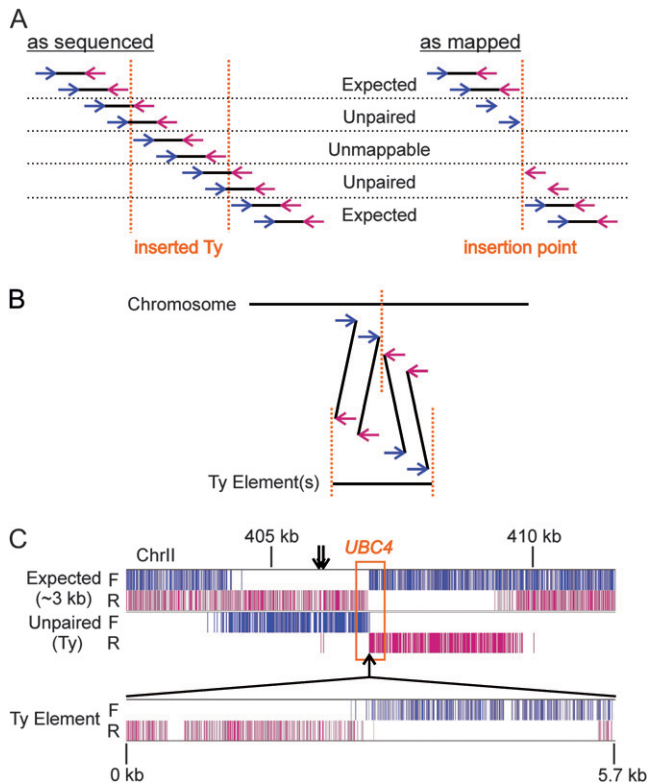 A
as sequenced
as mapped
Expected
Unpaired
Unmappable
Unpaired
Expected
inserted Ty
insertion point
B
Chromosome
Ty Element(s)
C
405 kb
410 kb
ChrII
UBC4
Expected F
(~3 kb) R
Unpaired F
(Ty) R
Ty Element F
R
0 kb
5.7 kb